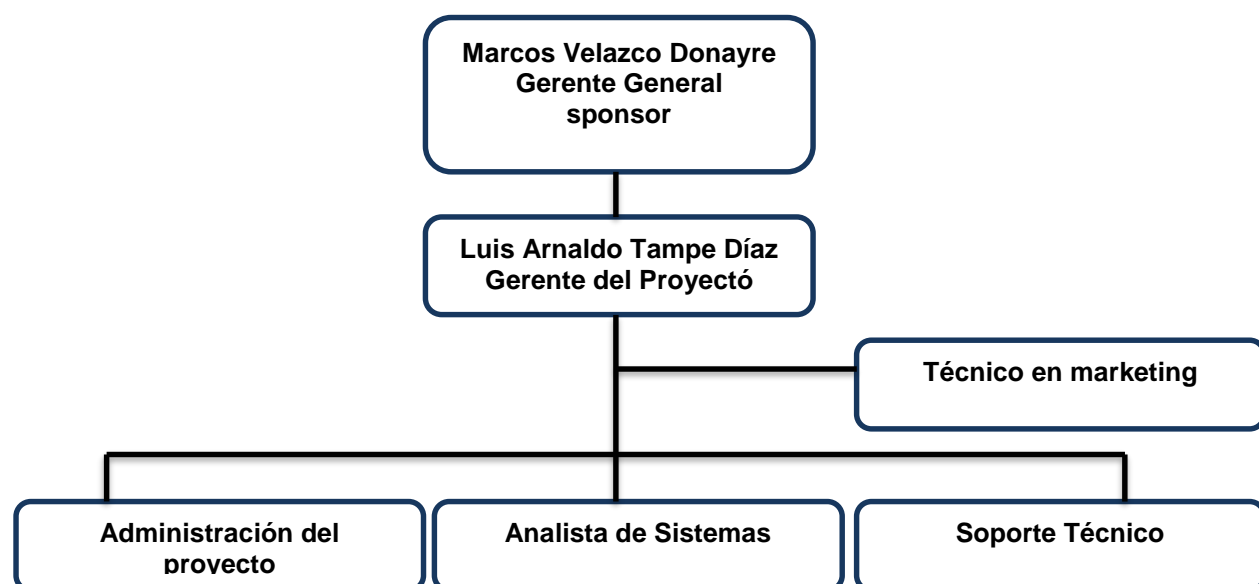 Marcos Velazco Donayre
Gerente General
sponsor
Luis Arnaldo Tampe Díaz
Gerente del Proyectó
Técnico en marketing
Administración del
proyecto
Analista de Sistemas
Soporte Técnico